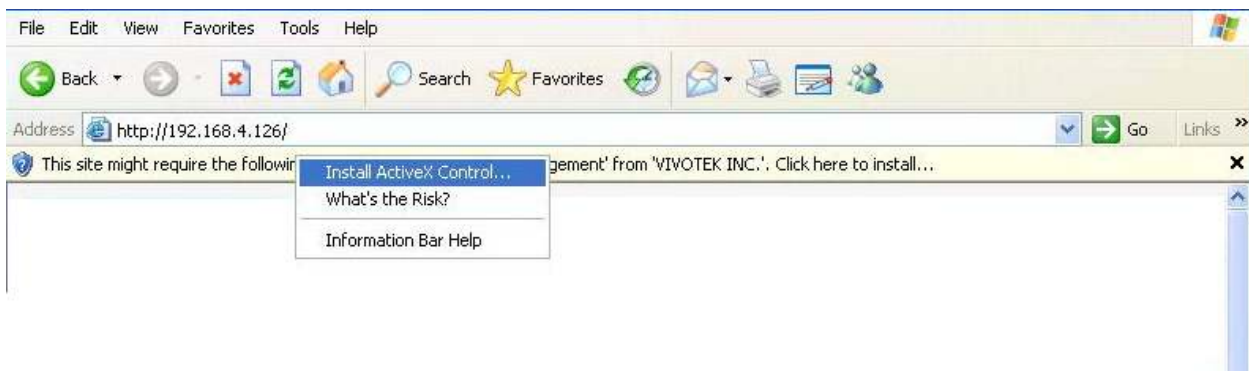 File Edit View Favorites Tools Help
Back Search Favorites
Address http://192.168.4.126/ Go Links »
This site might require the followin gement' from 'VIVOTEK INC.'. Click here to install...
Install ActiveX Control...
What's the Risk?
Information Bar Help